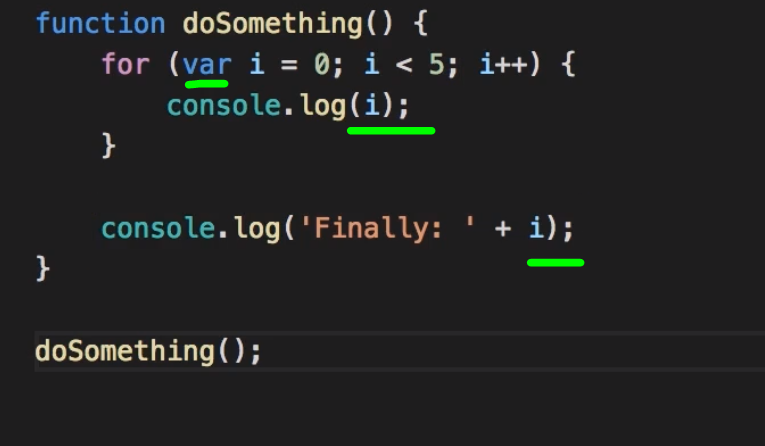 function doSomething() {
    for (var i = 0; i < 5; i++) {
        console.log(i);
    }

    console.log('Finally: ' + i);
}

doSomething();